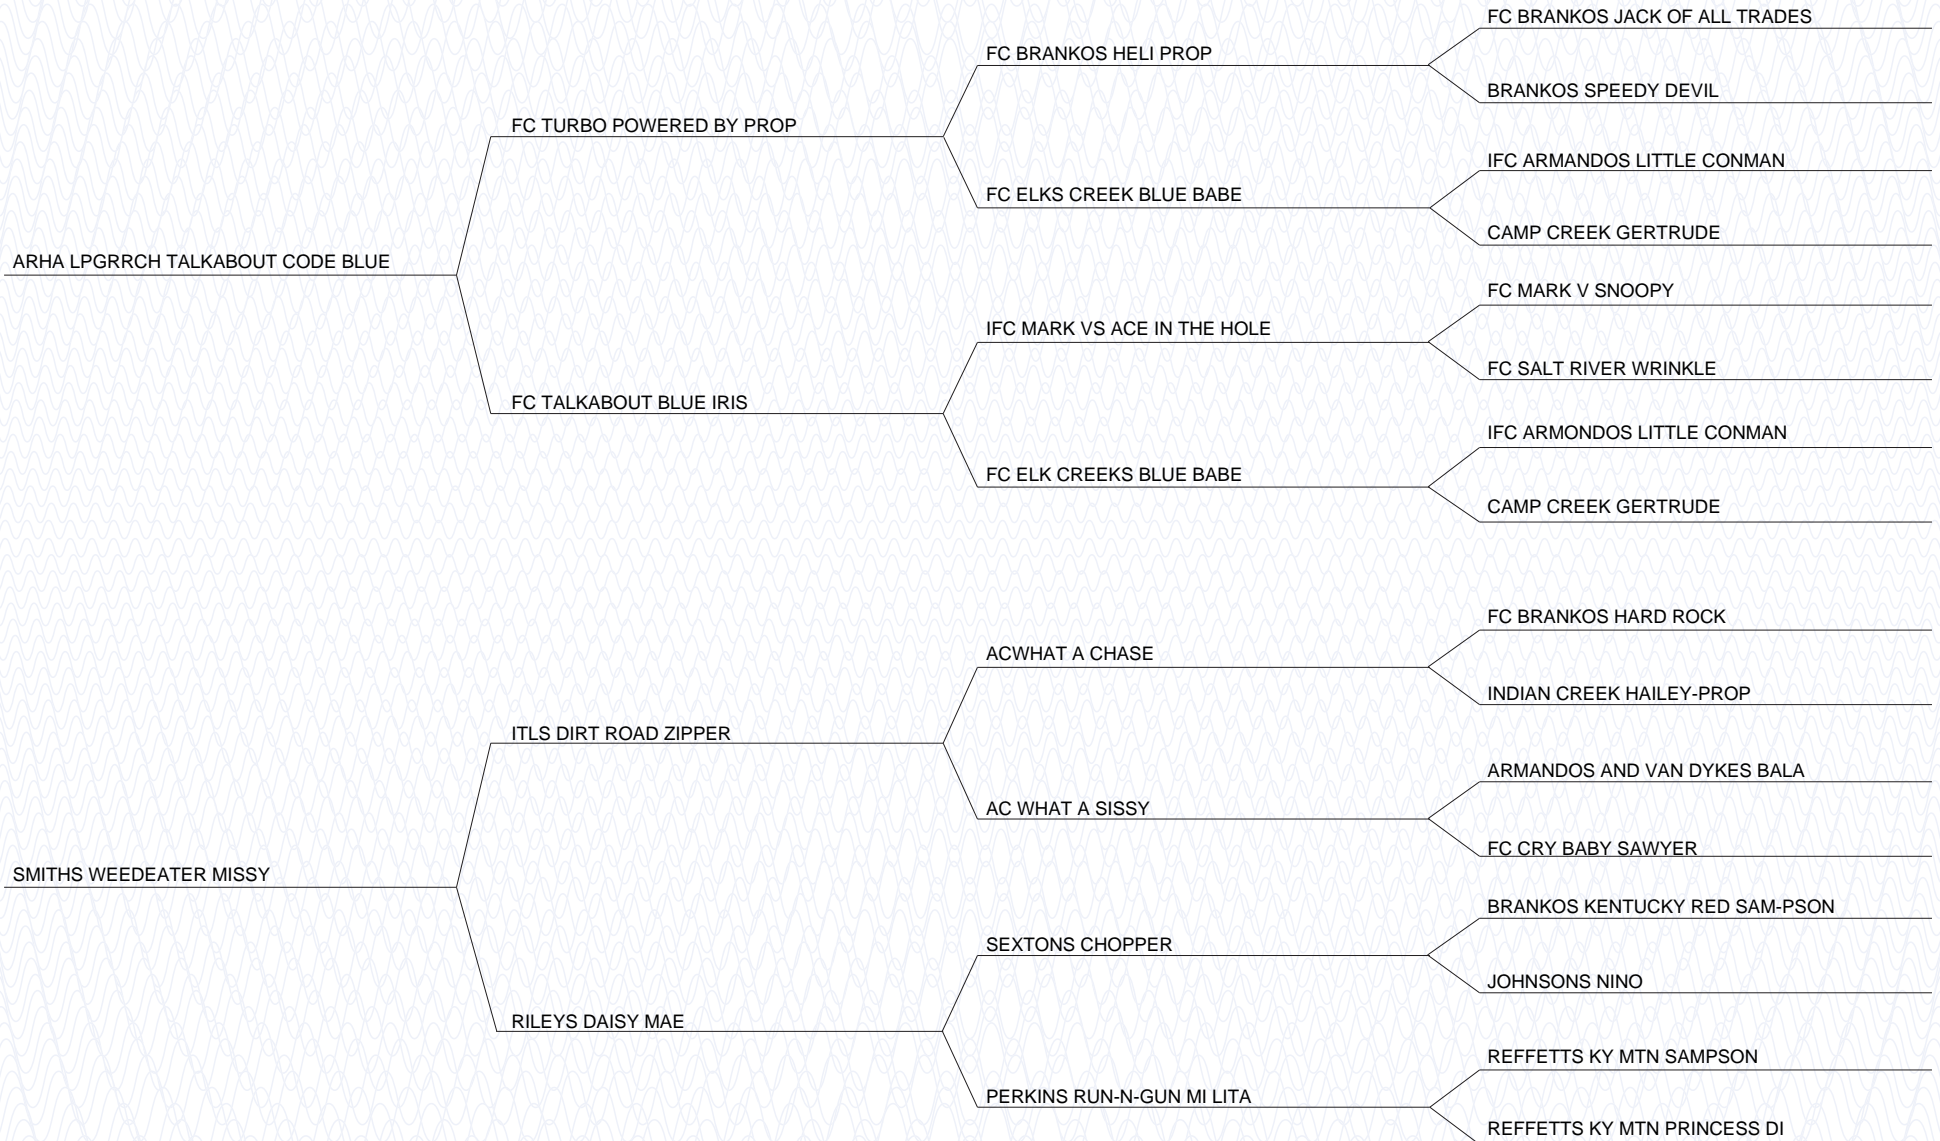 FC BRANKOS JACK OF ALL TRADES
FC BRANKOS HELI PROP
BRANKOS SPEEDY DEVIL
FC TURBO POWERED BY PROP
IFC ARMANDOS LITTLE CONMAN
FC ELKS CREEK BLUE BABE
CAMP CREEK GERTRUDE
ARHA LPGRRCH TALKABOUT CODE BLUE
FC MARK V SNOOPY
IFC MARK VS ACE IN THE HOLE
FC SALT RIVER WRINKLE
FC TALKABOUT BLUE IRIS
IFC ARMONDOS LITTLE CONMAN
FC ELK CREEKS BLUE BABE
CAMP CREEK GERTRUDE
FC BRANKOS HARD ROCK
ACWHAT A CHASE
INDIAN CREEK HAILEY-PROP
ITLS DIRT ROAD ZIPPER
ARMANDOS AND VAN DYKES BALA
AC WHAT A SISSY
FC CRY BABY SAWYER
SMITHS WEEDEATER MISSY
BRANKOS KENTUCKY RED SAM-PSON
SEXTONS CHOPPER
JOHNSONS NINO
RILEYS DAISY MAE
REFFETTS KY MTN SAMPSON
PERKINS RUN-N-GUN MI LITA
REFFETTS KY MTN PRINCESS DI